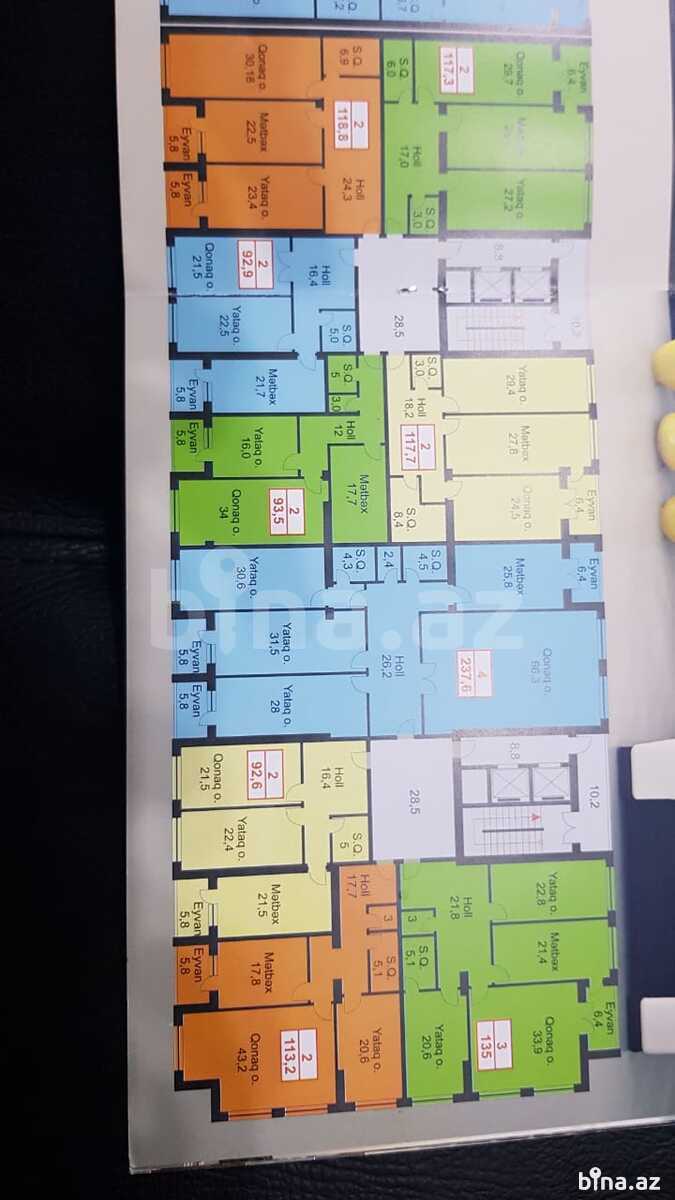 2,2
6,7
Qonaq o.
30,18
S.Q.
6,9
2
118,8
Mətbəx
22,5
Eyvan
5,8
Eyvan
5,8
Yataq o.
23,4
Holl
24,3
S.Q.
6,0
2
117,3
Qonaq o.
29,7
Eyvan
6,4
Holl
17,0
S.Q.
3,0
Yataq o.
27,2
Qonaq o.
21,5
2
92,9
Holl
16,4
Yataq o.
22,5
S.Q.
5,0
28,5
8,8
Eyvan
5,8
Mətbəx
21,7
S.Q.
5
3,0
S.Q.
3,0
Holl
18,2
2
117,7
Yataq o.
29,4
Mətbəx
27,8
Eyvan
5,8
Yataq o.
16,0
Holl
12
Mətbəx
17,7
Qonaq o.
34
2
93,5
S.Q.
8,4
Qonaq o.
24,5
Eyvan
6,4
Yataq o.
30,6
S.Q.
4,3
2,4
S.Q.
4,5
Mətbəx
25,8
Eyvan
6,4
bina.az
Eyvan
5,8
Yataq o.
31,5
Holl
26,2
4
237,6
Qonaq o.
66,3
Eyvan
5,8
Yataq o.
28
Qonaq o.
21,5
2
92,6
Holl
16,4
28,5
8,8
10,2
Yataq o.
22,4
S.Q.
5
Eyvan
5,8
Mətbəx
21,5
Holl
17,7
3
3
Holl
21,8
Yataq o.
22,8
Eyvan
5,8
Mətbəx
17,8
S.Q.
5,1
S.Q.
5,1
Mətbəx
21,4
Qonaq o.
43,2
2
113,2
Yataq o.
20,6
Yataq o.
20,6
3
135
Qonaq o.
33,9
Eyvan
6,4
bina.az